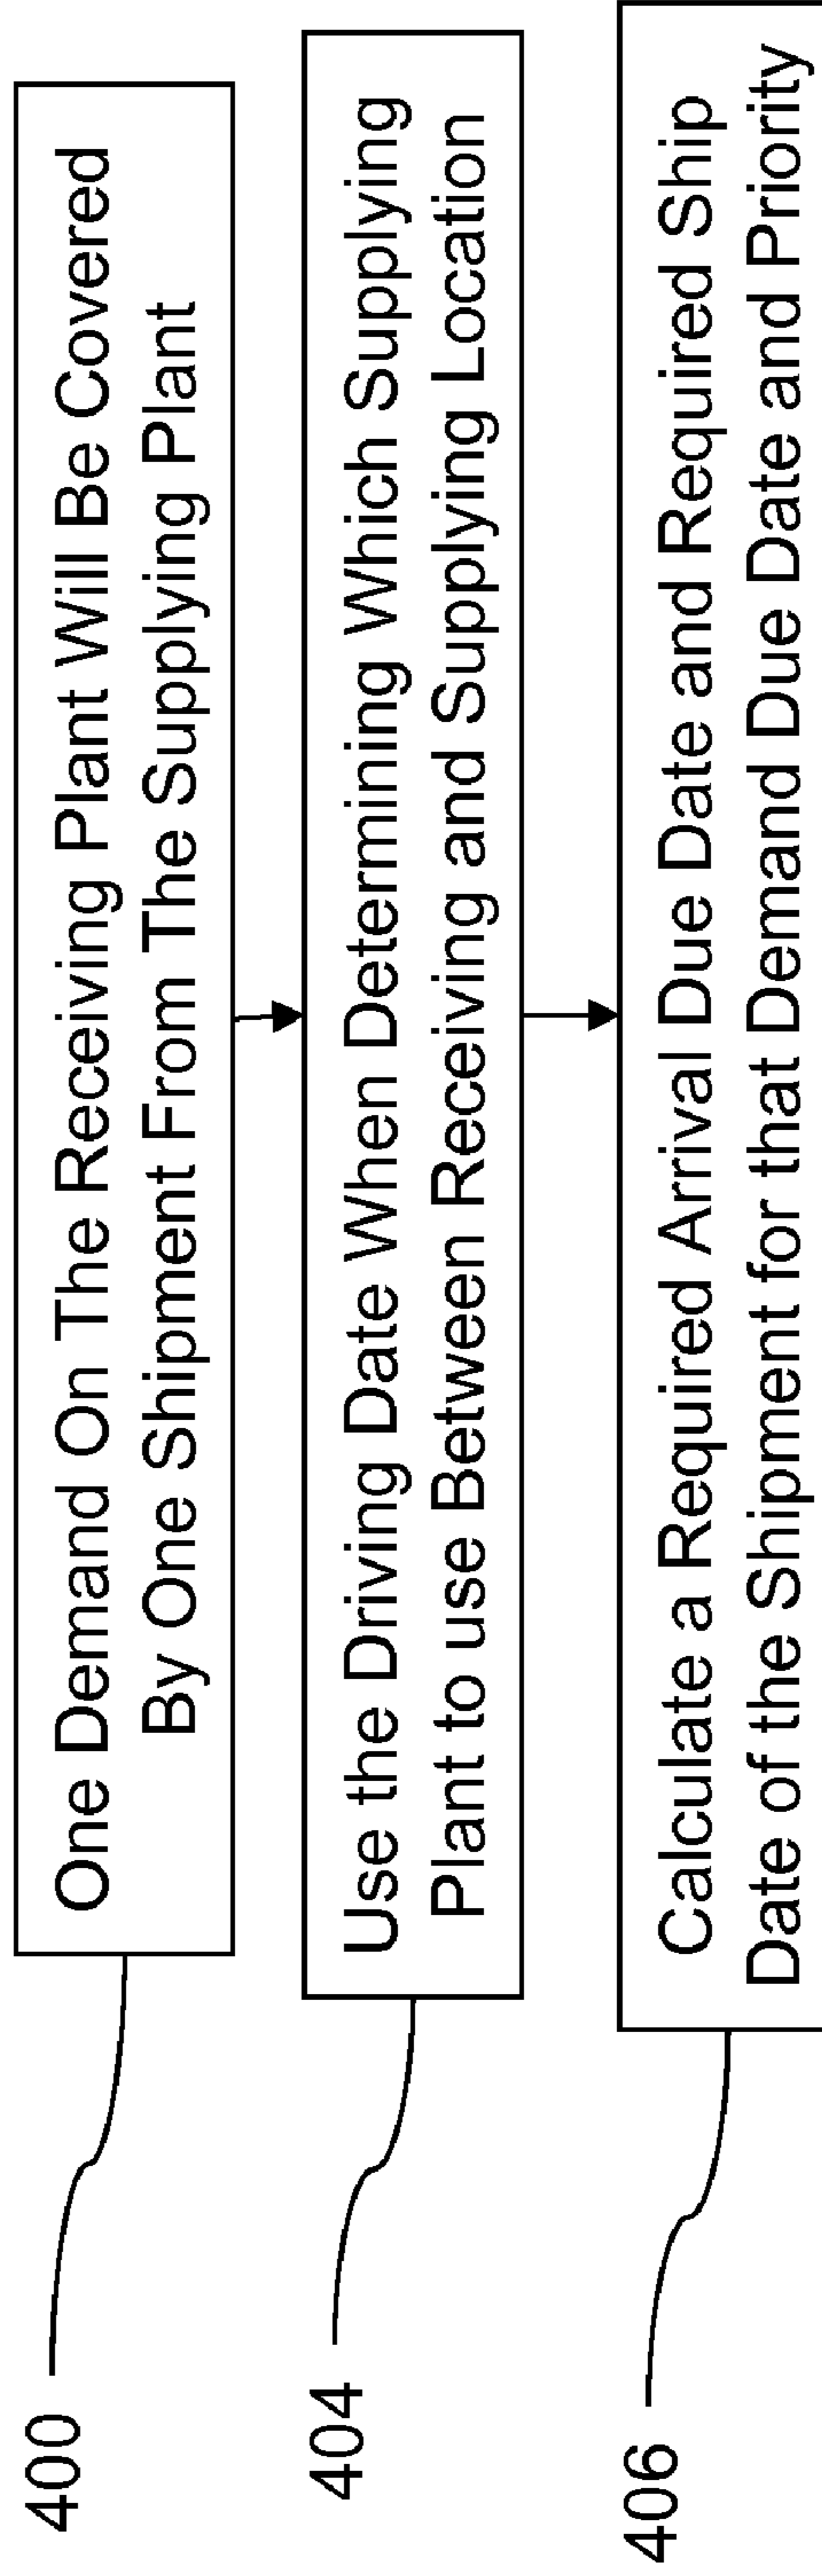 400
One Demand On The Receiving Plant Will Be Covered
By One Shipment From The Supplying Plant
404
Use the Driving Date When Determining Which Supplying
Plant to use Between Receiving and Supplying Location
406
Calculate a Required Arrival Due Date and Required Ship
Date of the Shipment for that Demand Due Date and Priority